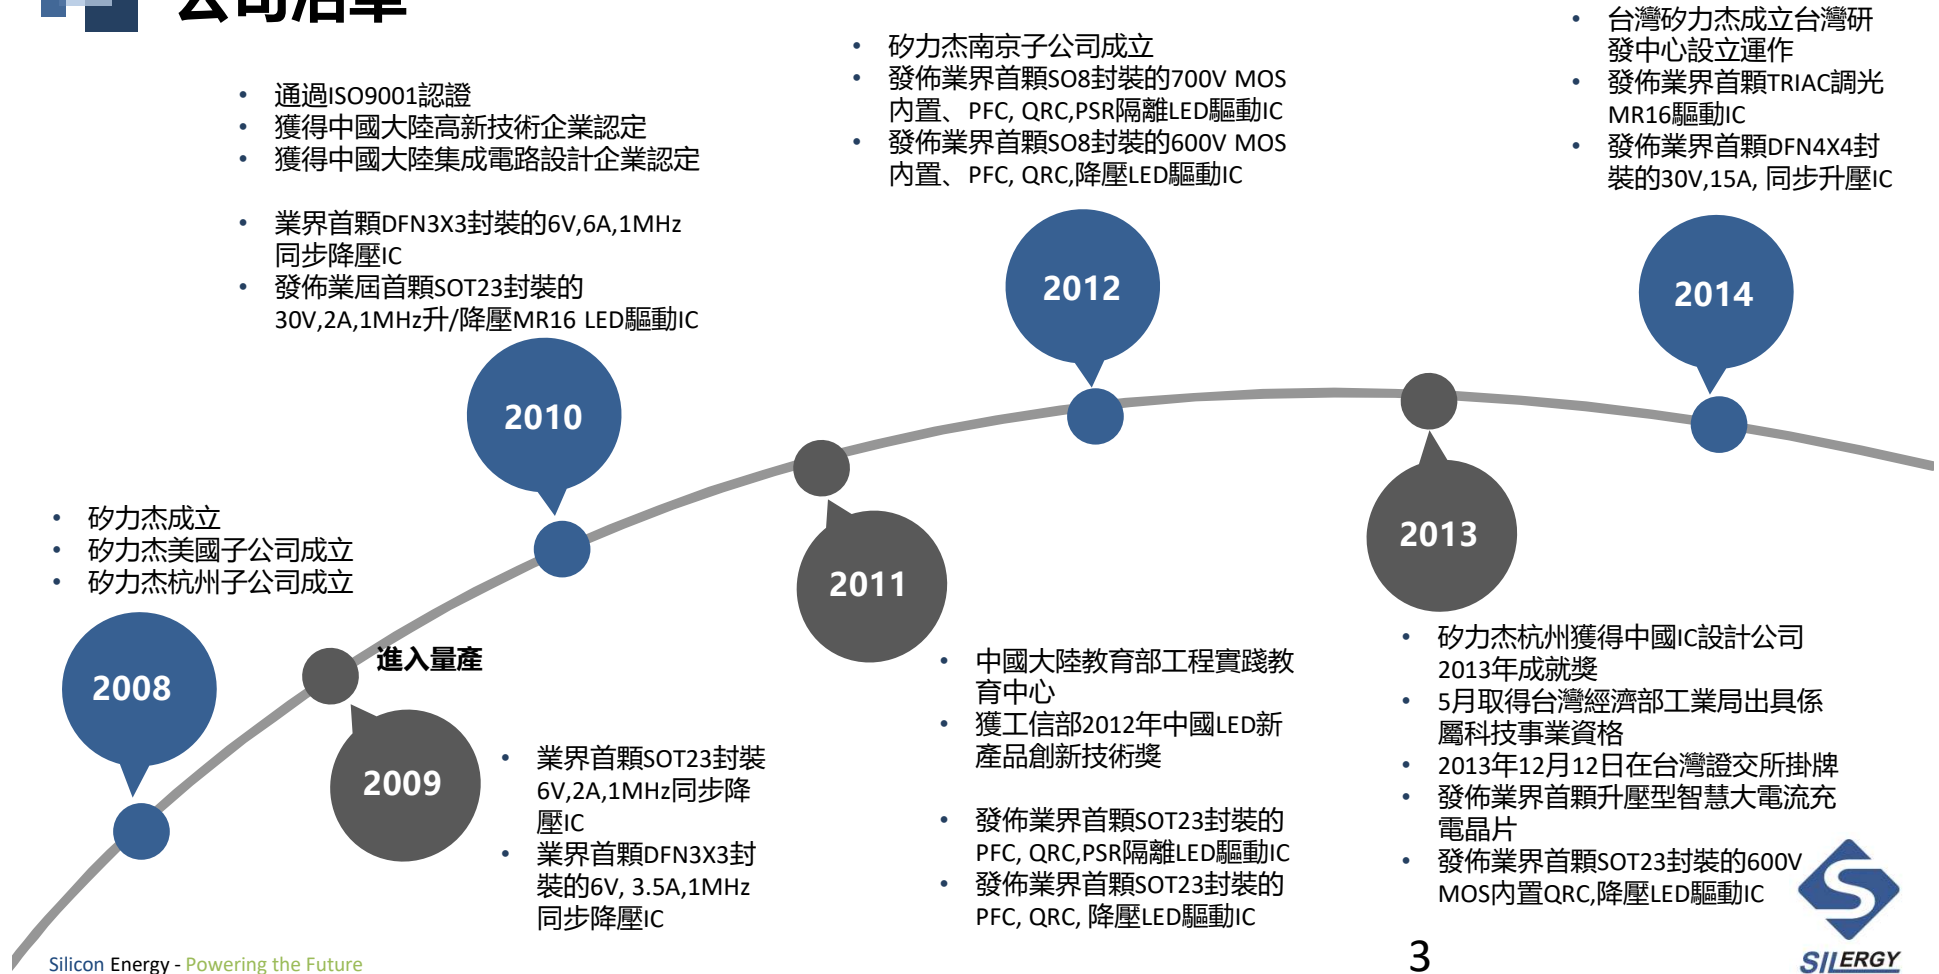 公司沿革
• 通過ISO9001認證
• 獲得中國大陸高新技術企業認定
• 獲得中國大陸集成電路設計企業認定
• 業界首顆DFN3X3封裝的6V,6A,1MHz
同步降壓IC
• 發佈業屆首顆SOT23封裝的
30V,2A,1MHz升/降壓MR16 LED驅動IC
2010
• 矽力杰南京子公司成立
• 發佈業界首顆SO8封裝的700V MOS
內置、PFC, QRC,PSR隔離LED驅動IC
• 發佈業界首顆SO8封裝的600V MOS
內置、PFC, QRC,降壓LED驅動IC
2012
• 台灣矽力杰成立台灣研
發中心設立運作
• 發佈業界首顆TRIAC調光
MR16驅動IC
• 發佈業界首顆DFN4X4封
裝的30V,15A, 同步升壓IC
2014
• 矽力杰成立
• 矽力杰美國子公司成立
• 矽力杰杭州子公司成立
2008
進入量產
2009
• 業界首顆SOT23封裝
6V,2A,1MHz同步降
壓IC
• 業界首顆DFN3X3封
裝的6V, 3.5A,1MHz
同步降壓IC
2011
• 中國大陸教育部工程實踐教
育中心
• 獲工信部2012年中國LED新
產品創新技術獎
• 發佈業界首顆SOT23封裝的
PFC, QRC,PSR隔離LED驅動IC
• 發佈業界首顆SOT23封裝的
PFC, QRC, 降壓LED驅動IC
2013
• 矽力杰杭州獲得中國IC設計公司
2013年成就獎
• 5月取得台灣經濟部工業局出具係
屬科技事業資格
• 2013年12月12日在台灣證交所掛牌
• 發佈業界首顆升壓型智慧大電流充
電晶片
• 發佈業界首顆SOT23封裝的600V
MOS內置QRC,降壓LED驅動IC
Silicon Energy - Powering the Future
3
SILERGY